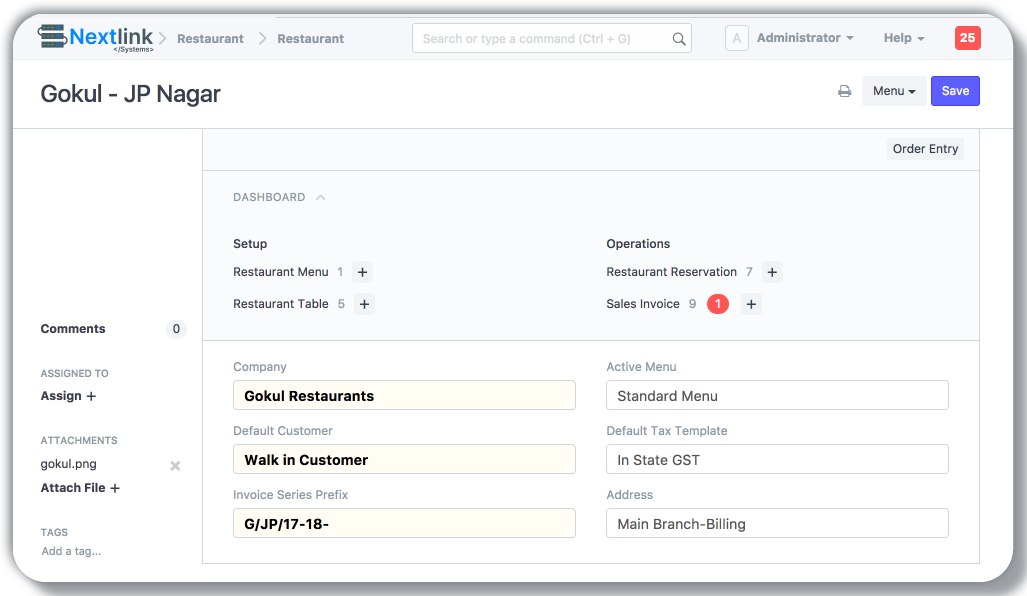 Nextlink
</Systems>
Restaurant
Restaurant
Search or type a command (Ctrl + G)
A
Administrator
Help
25
Gokul - JP Nagar
Menu
Save
Order Entry
DASHBOARD
Setup
Operations
Restaurant Menu 1 +
Restaurant Reservation 7 +
Restaurant Table 5 +
Sales Invoice 9 1 +
Comments 0
ASSIGNED TO
Assign +
ATTACHMENTS
gokul.png
Attach File +
TAGS
Add a tag...
Company
Gokul Restaurants
Active Menu
Standard Menu
Default Customer
Walk in Customer
Default Tax Template
In State GST
Invoice Series Prefix
G/JP/17-18-
Address
Main Branch-Billing